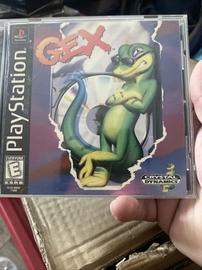 GEX
PlayStation
E
EVERYONE
CRYSTAL
DYNAMICS